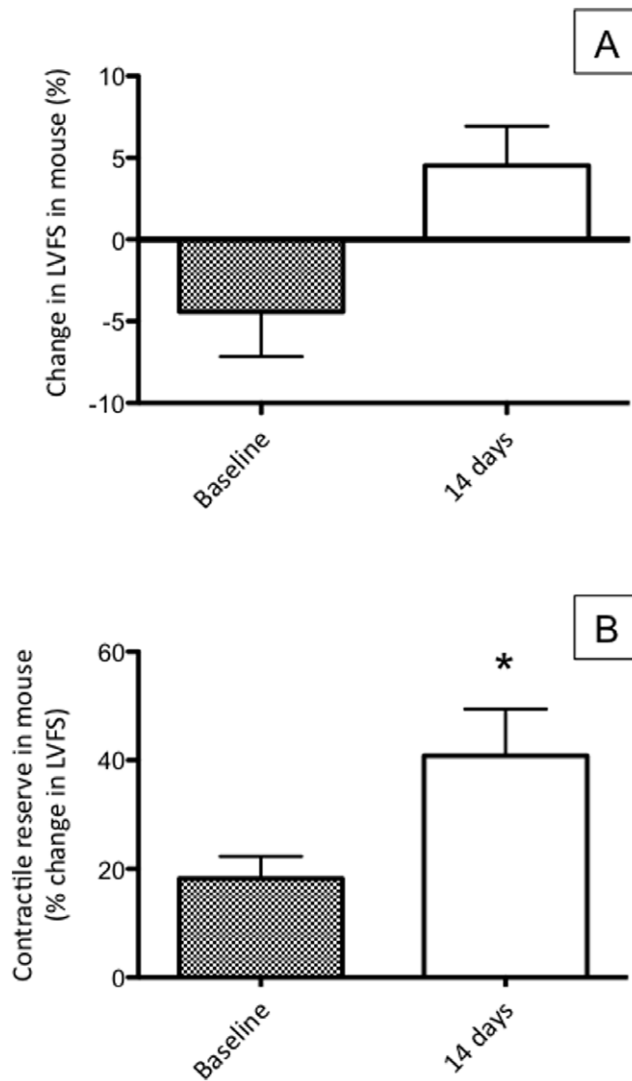 A
Change in LVFS in mouse (%)
10
5
0
-5
-10
Baseline
14 days
B
Contractile reserve in mouse
(% change in LVFS)
60
40
20
0
*
Baseline
14 days